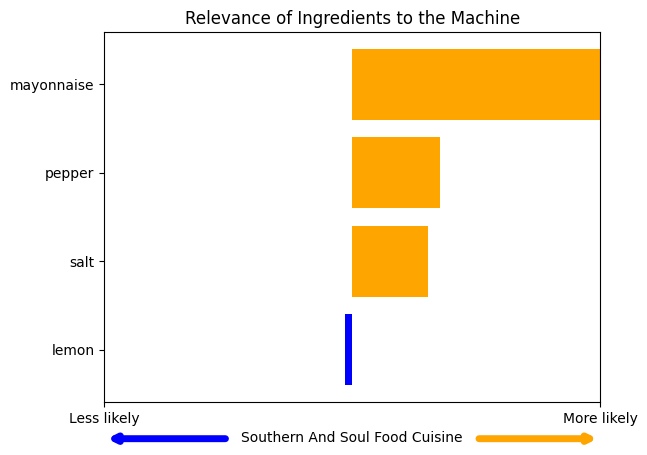 Relevance of Ingredients to the Machine
mayonnaise
pepper
salt
lemon
Less likely
More likely
Southern And Soul Food Cuisine